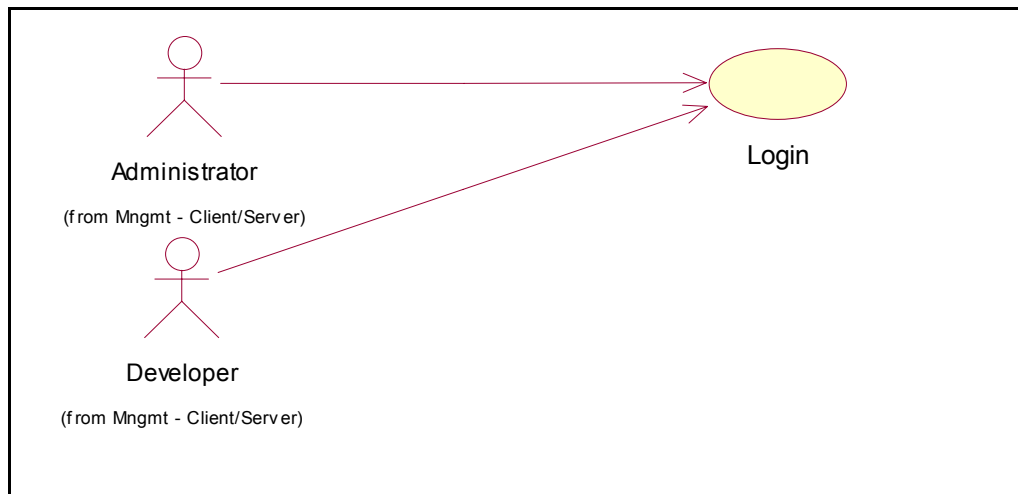 Administrator
(from Mngmt - Client/Server)
Login
Developer
(from Mngmt - Client/Server)